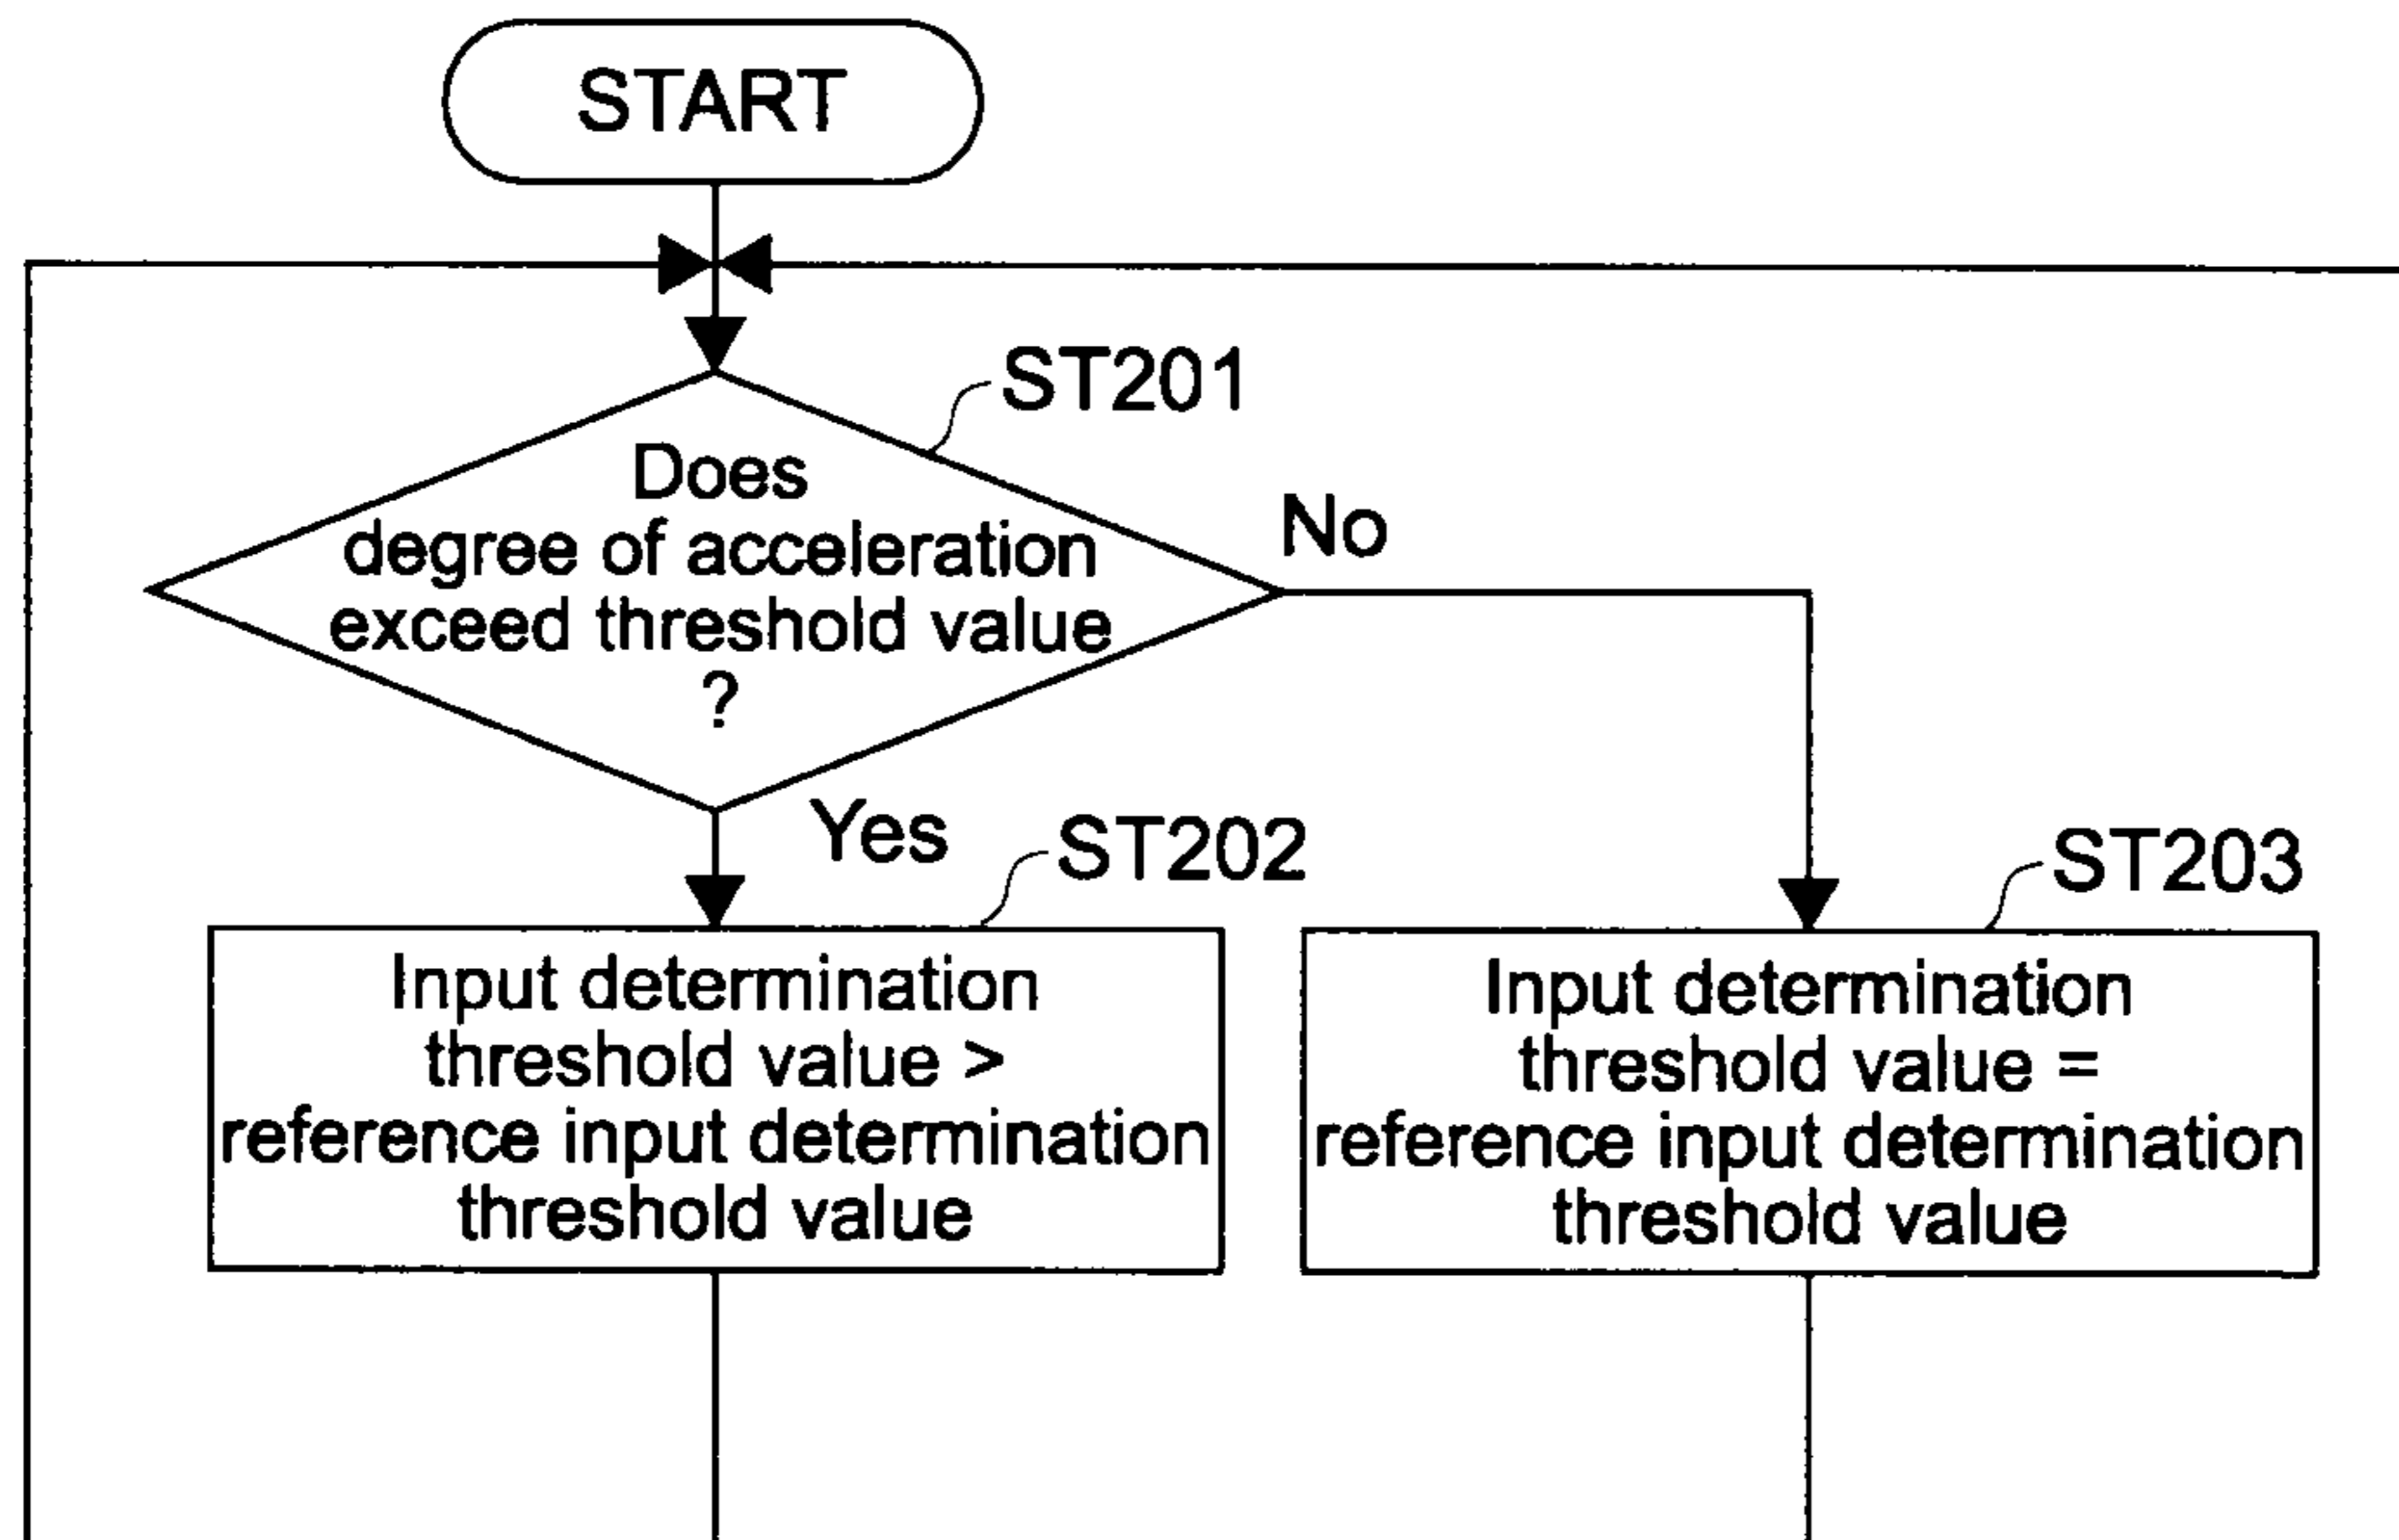 START
ST201
Does
degree of acceleration
exceed threshold value
?
No
Yes
ST202
Input determination
threshold value >
reference input determination
threshold value
ST203
Input determination
threshold value =
reference input determination
threshold value